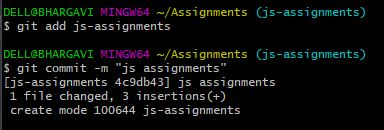 DELL@BHARGAVI MINGW64 ~/Assignments (js-assignments)
$ git add js-assignments
DELL@BHARGAVI MINGW64 ~/Assignments (js-assignments)
$ git commit -m "js assignments"
[js-assignments 4c9db43] js assignments
1 file changed, 3 insertions(+)
create mode 100644 js-assignments